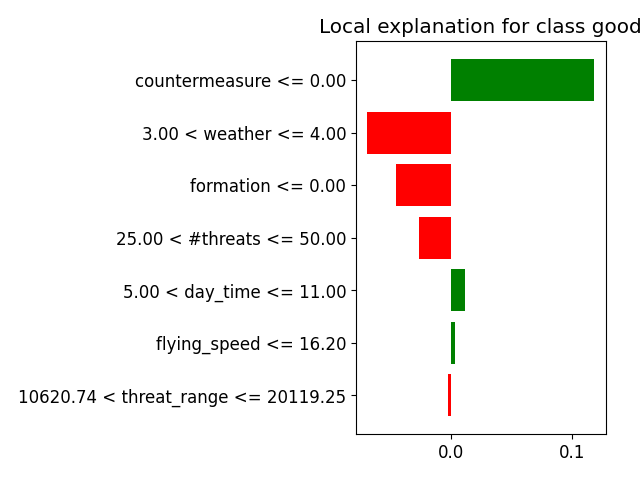 Local explanation for class good
countermeasure <= 0.00
3.00 < weather <= 4.00
formation <= 0.00
25.00 < #threats <= 50.00
5.00 < day_time <= 11.00
flying_speed <= 16.20
10620.74 < threat_range <= 20119.25
0.0 0.1